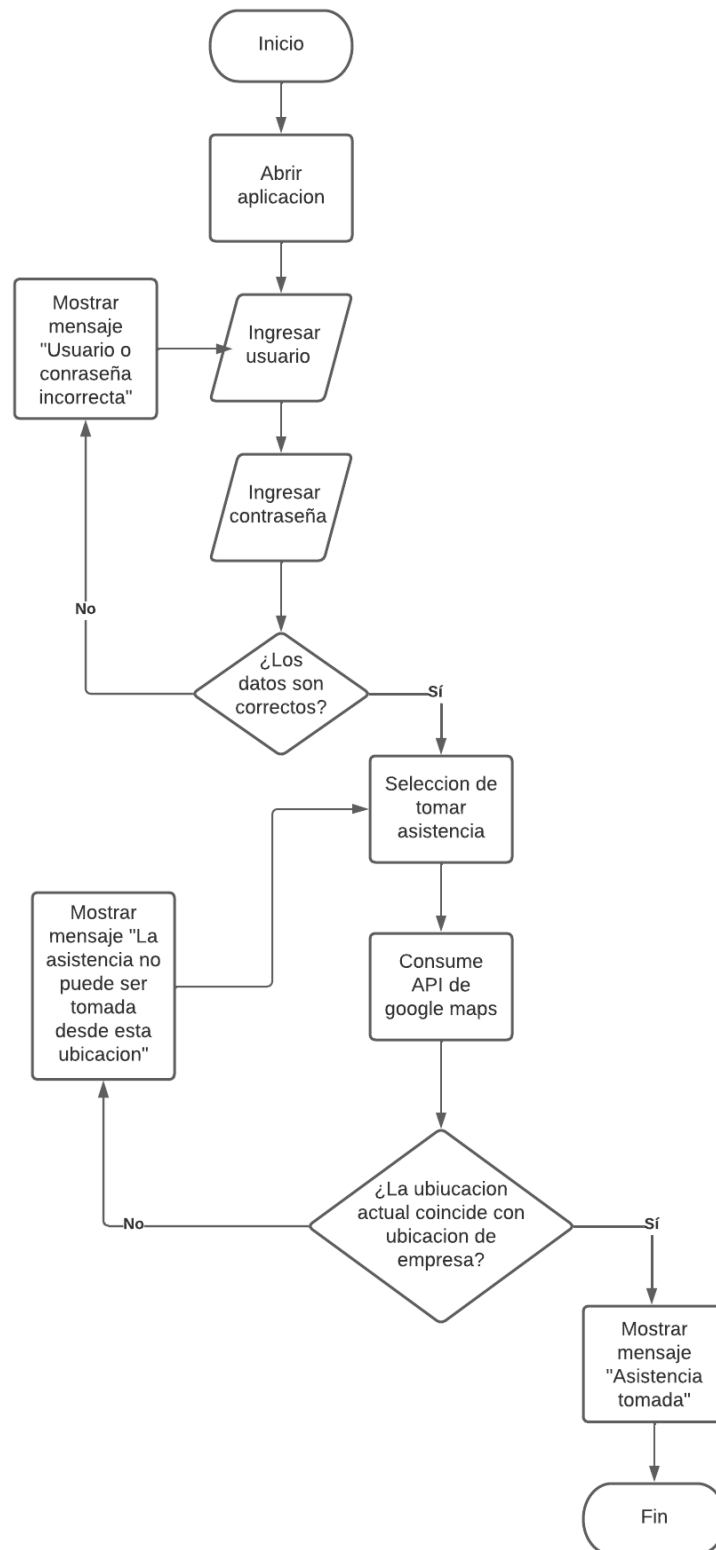 Inicio
Abrir
aplicacion
Mostrar
mensaje
"Usuario o
conraseña
incorrecta"
Ingresar
usuario
Ingresar
contraseña
No
¿Los
datos son
correctos?
Sí
Seleccion de
tomar
asistencia
Mostrar
mensaje "La
asistencia no
puede ser
tomada
desde esta
ubicacion"
Consume
API de
google maps
¿La ubiucacion
actual coincide con
ubicacion de
empresa?
No
Sí
Mostrar
mensaje
"Asistencia
tomada"
Fin